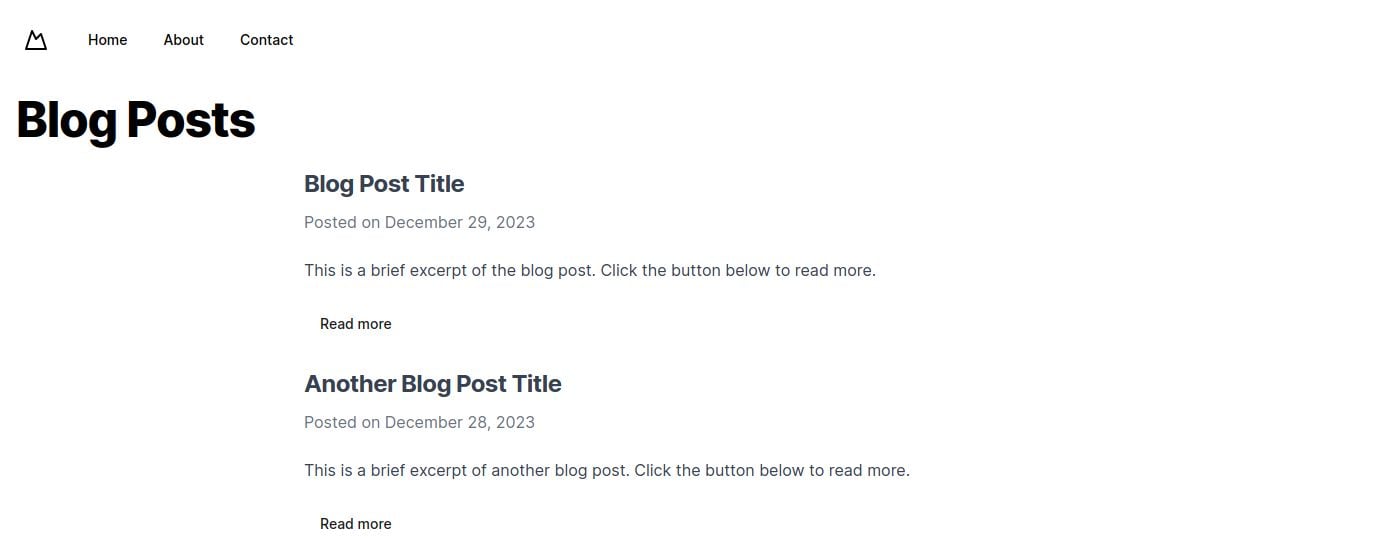 Home About Contact
Blog Posts
Blog Post Title
Posted on December 29, 2023
This is a brief excerpt of the blog post. Click the button below to read more.
Read more
Another Blog Post Title
Posted on December 28, 2023
This is a brief excerpt of another blog post. Click the button below to read more.
Read more